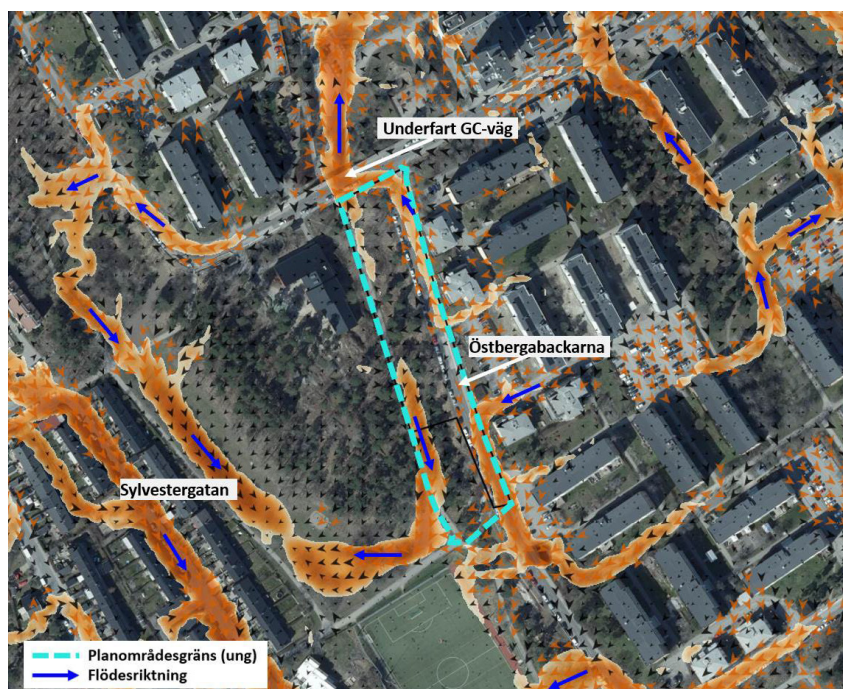 Underfart GC-väg
Östbergabackarna
Sylvestergatan
Planområdesgräns (ung)
Flödesriktning